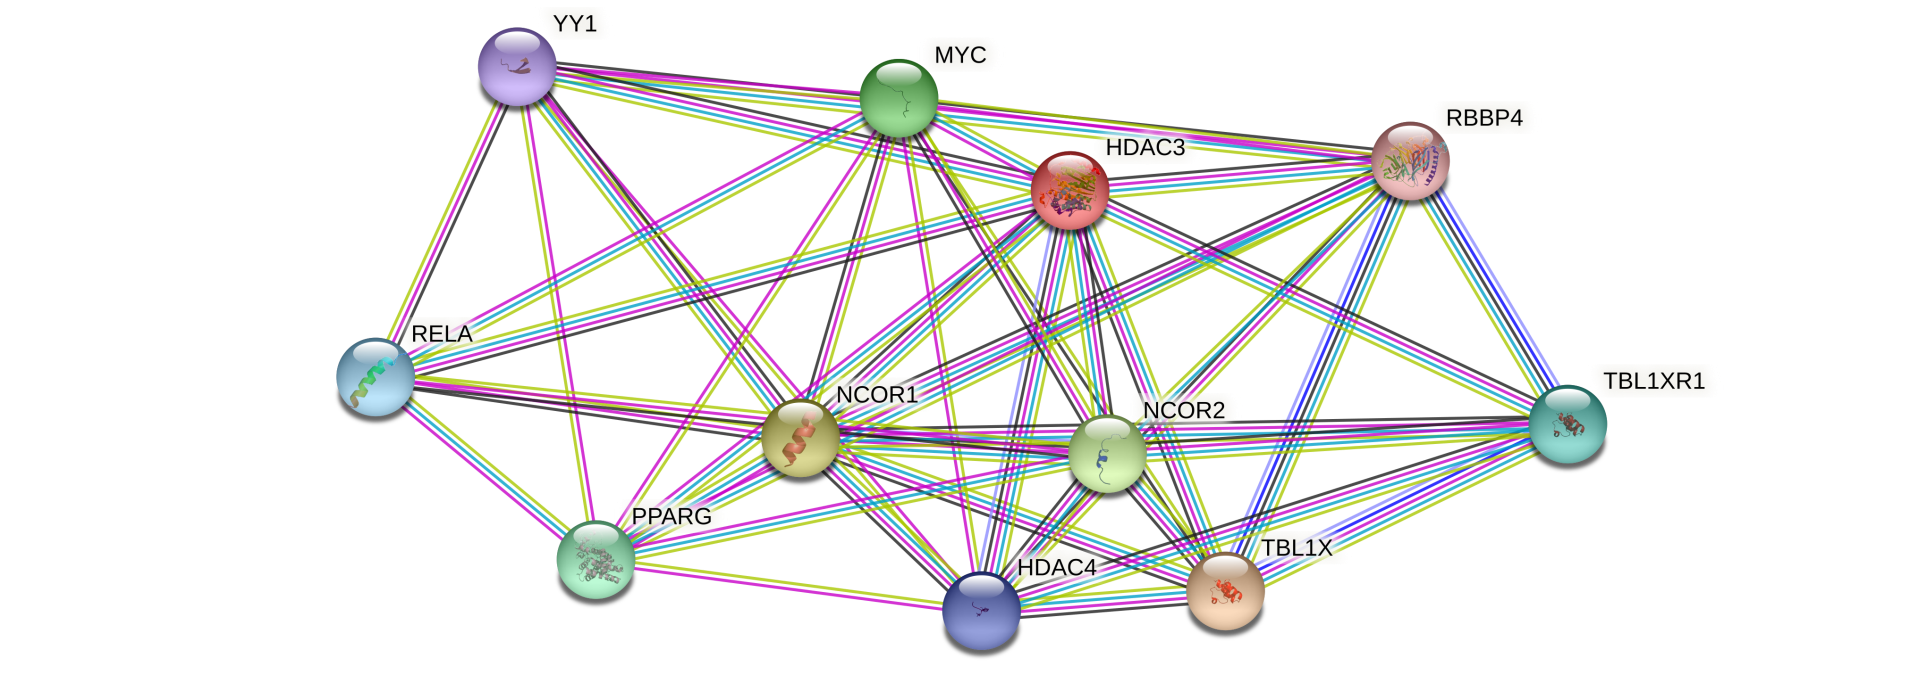 YY1
MYC
RBBP4
HDAC3
RELA
TBL1XR1
NCOR1
NCOR2
PPARG
TBL1X
HDAC4